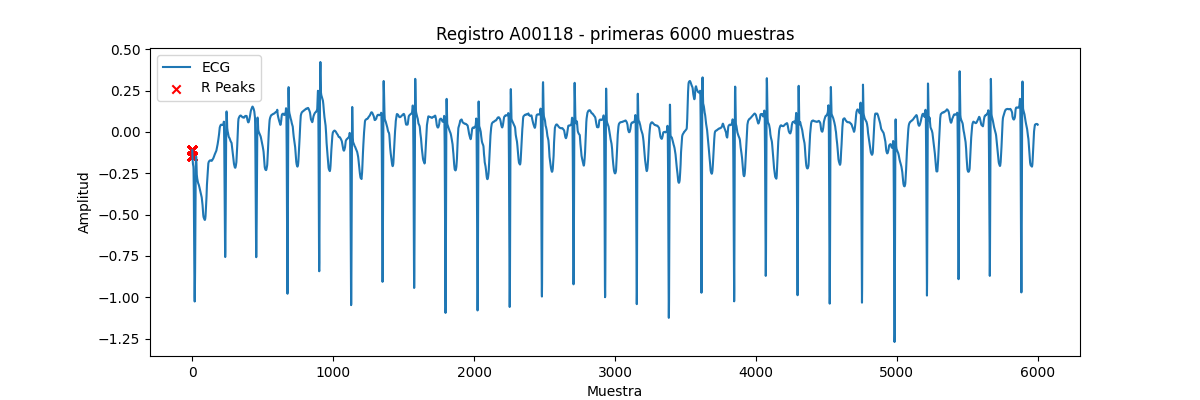 Registro A00118 - primeras 6000 muestras
ECG
R Peaks
Amplitud
0.50
0.25
0.00
−0.25
−0.50
−0.75
−1.00
−1.25
0 1000 2000 3000 4000 5000 6000
Muestra